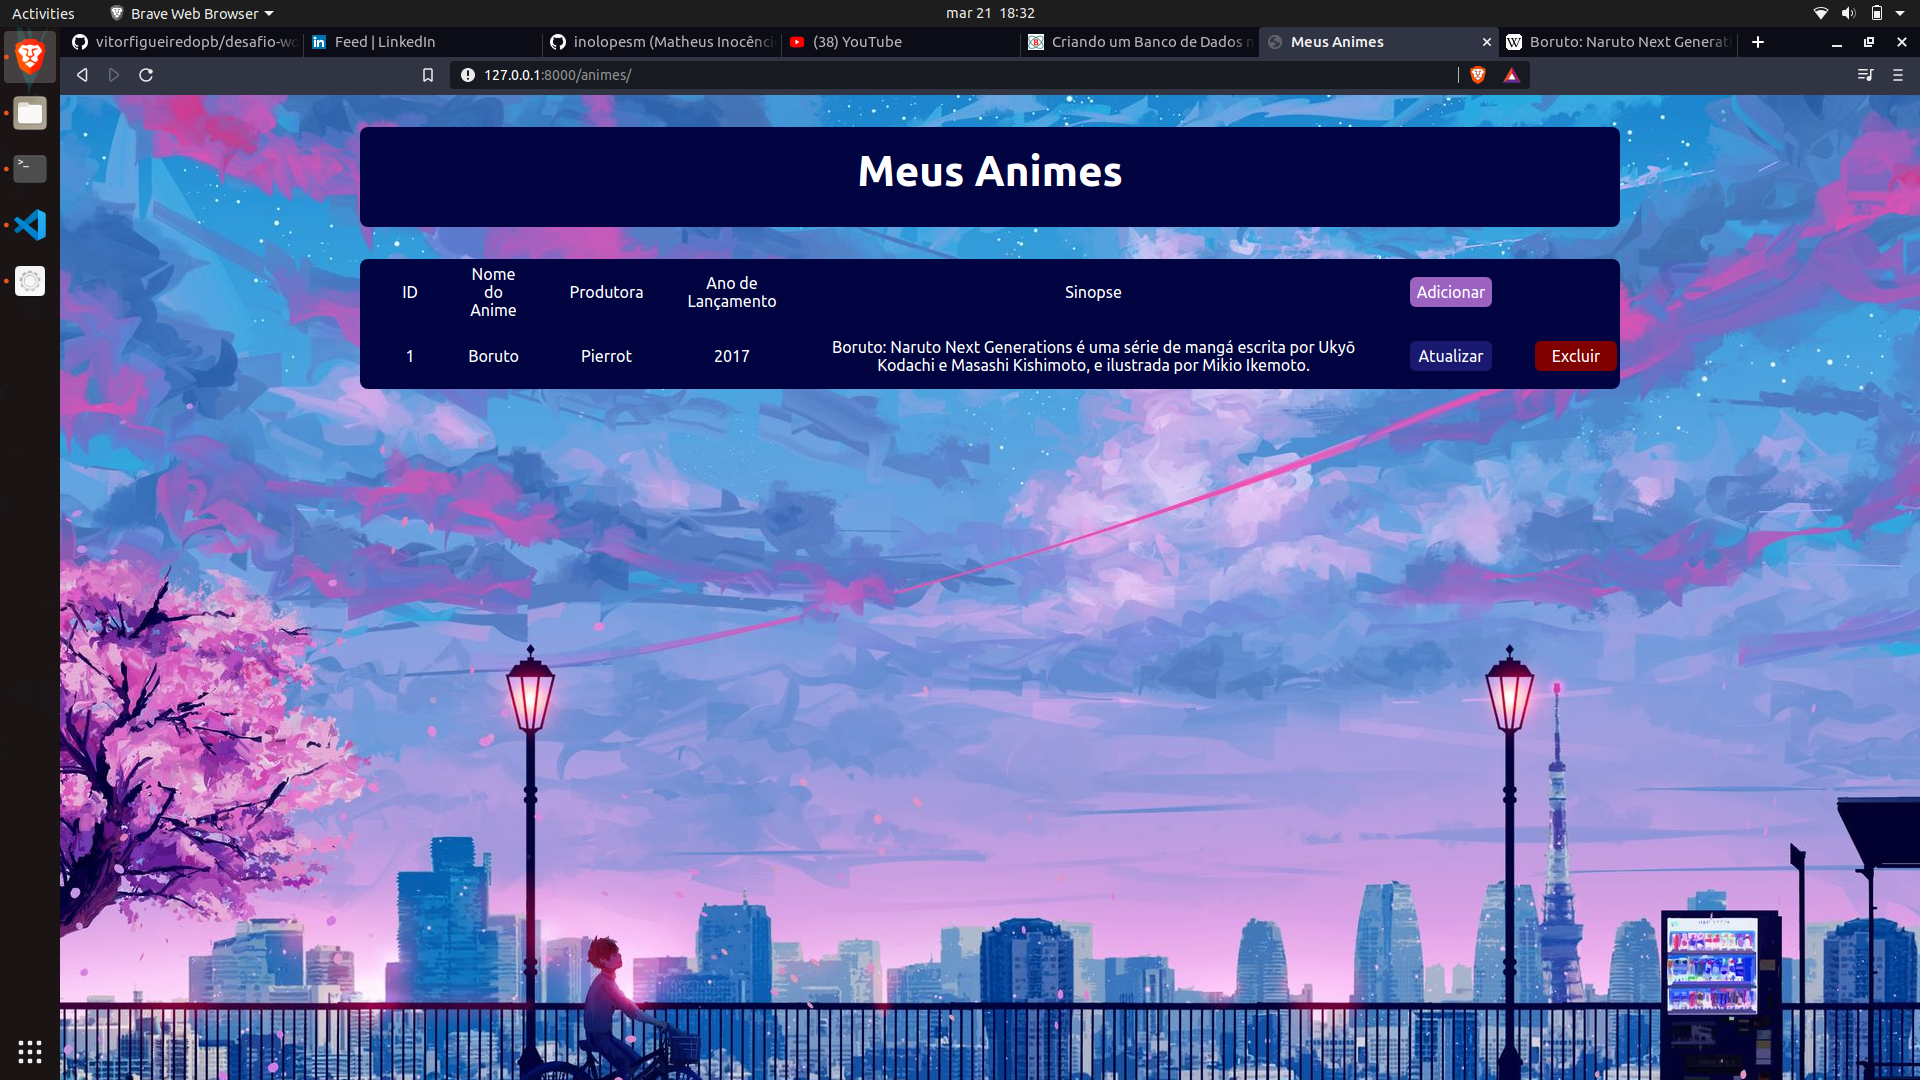 Activities
Brave Web Browser
mar 21 18:32
vitorfigueiredopb/desafio-wo
Feed | LinkedIn
inolopesm (Matheus Inocênci
(38) YouTube
Criando um Banco de Dados n
Meus Animes
Boruto: Naruto Next Generati
127.0.0.1:8000/animes/
Meus Animes
ID
Nome
do
Anime
Produtora
Ano de
Lançamento
Sinopse
Adicionar
1
Boruto
Pierrot
2017
Boruto: Naruto Next Generations é uma série de mangá escrita por Ukyō
Kodachi e Masashi Kishimoto, e ilustrada por Mikio Ikemoto.
Atualizar
Excluir